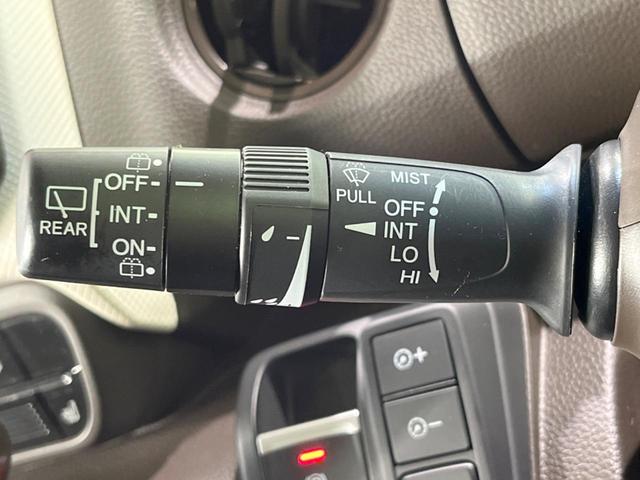 REAR
OFF
INT
ON
PULL
MIST
OFF
INT
LO
HI
+
-